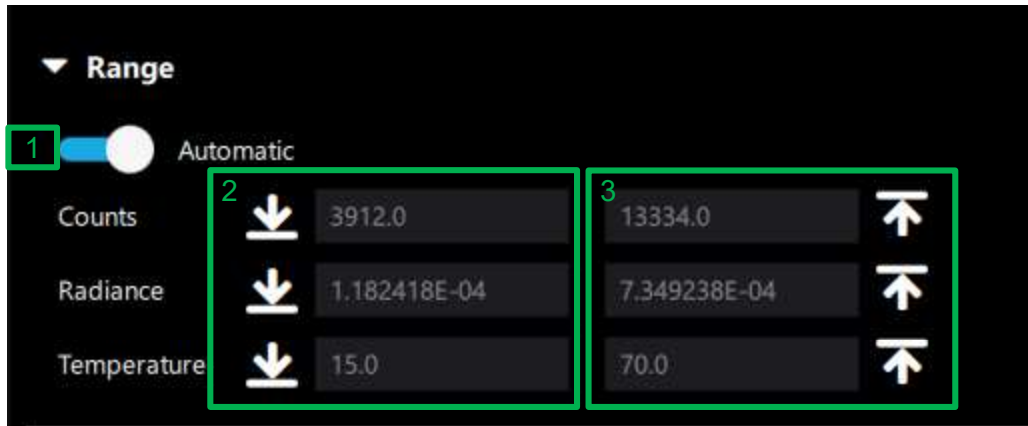 Range
1 Automatic
2 3
Counts 3912.0 13334.0
Radiance 1.182418E-04 7.349238E-04
Temperature 15.0 70.0